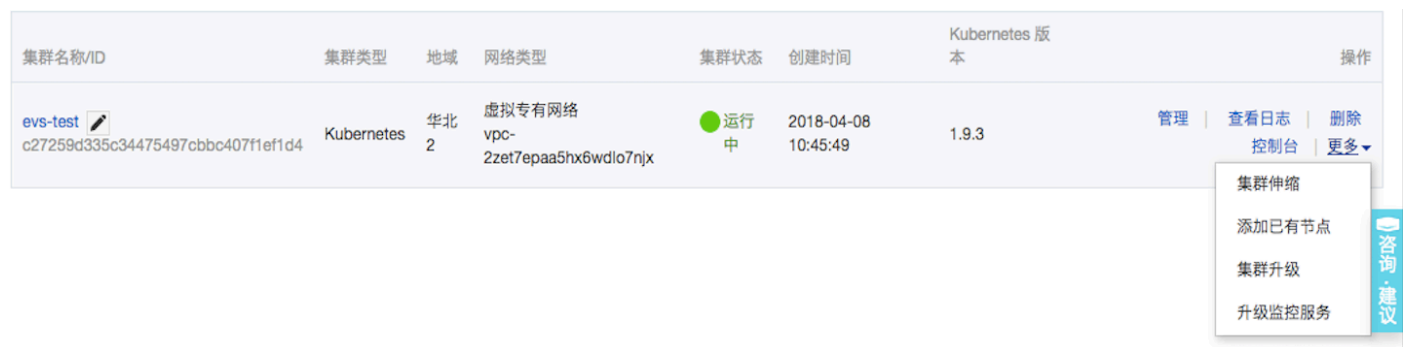 集群名称/ID 集群类型 地域 网络类型 集群状态 创建时间 Kubernetes 版
本 操作
evs-test
c27259d335c34475497cbbc407f1ef1d4
Kubernetes
华北
2
虚拟专有网络
vpc-
2zet7epaa5hx6wdlo7njx
运行
中
2018-04-08
10:45:49
1.9.3
管理 | 查看日志 | 删除
控制台 | 更多
集群伸缩
添加已有节点
集群升级
升级监控服务
咨询·建议